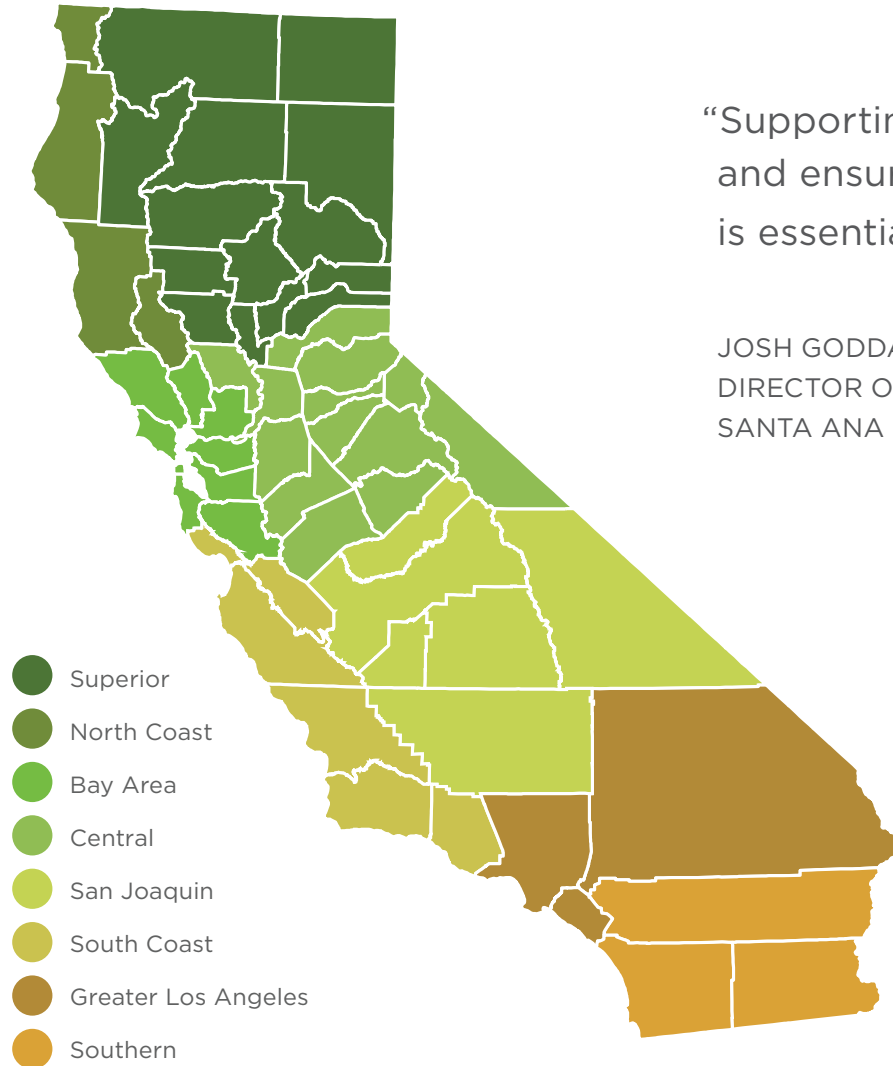 “Supportin
and ensur
is essentia
JOSH GODDA
DIRECTOR O
SANTA ANA
Superior
North Coast
Bay Area
Central
San Joaquin
South Coast
Greater Los Angeles
Southern